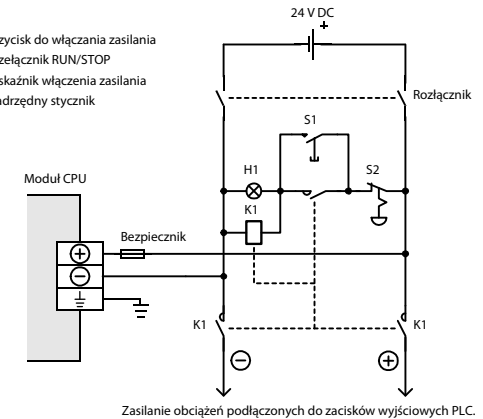 24 V DC
+
zycisk do włączania zasilania
zełącznik RUN/STOP
skaźnik włączenia zasilania
adrzędny stycznik
Rozłącznik
S1
H1
S2
K1
Moduł CPU
Bezpiecznik
+
−
K1
K1
−
+
Zasilanie obciążeń podłączonych do zacisków wyjściowych PLC.